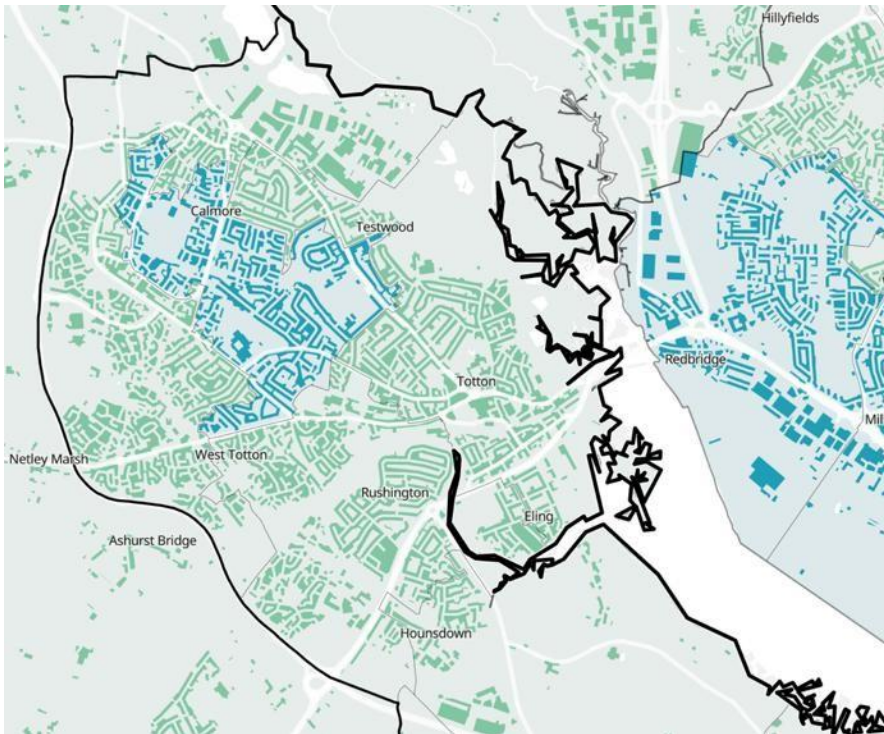 Hillyfields
Calmore
Testwood
Redbridge
Totton
Mil
West Totton
Netley Marsh
Rushington
Eling
Ashurst Bridge
Hounsdown